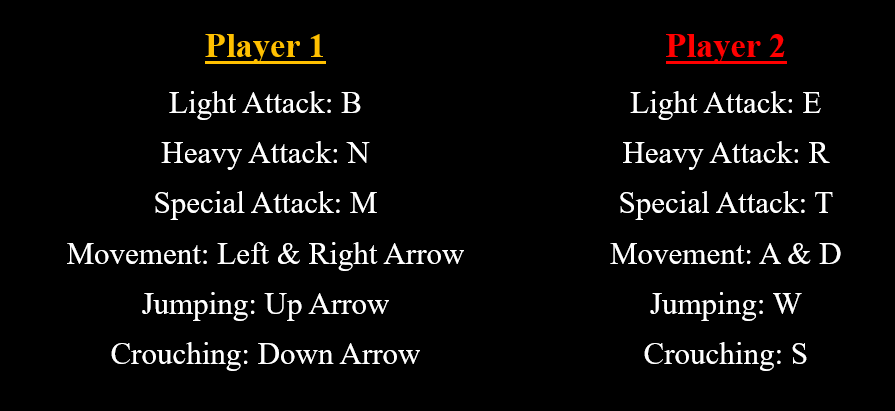 Player 1
Light Attack: B
Heavy Attack: N
Special Attack: M
Movement: Left & Right Arrow
Jumping: Up Arrow
Crouching: Down Arrow
Player 2
Light Attack: E
Heavy Attack: R
Special Attack: T
Movement: A & D
Jumping: W
Crouching: S